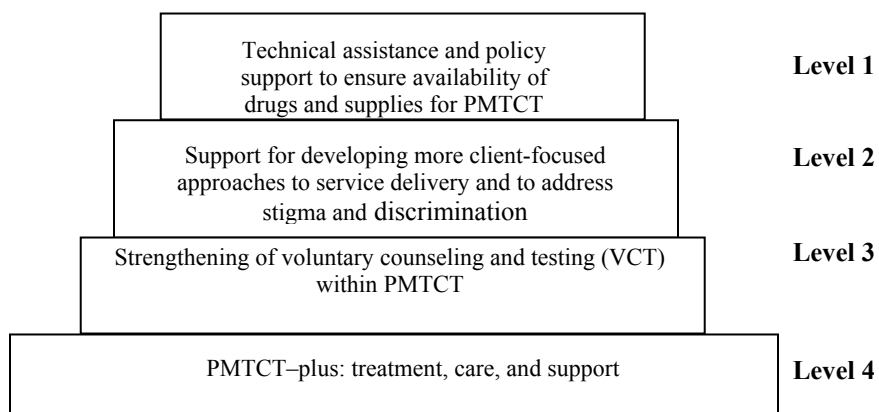 Technical assistance and policy
support to ensure availability of
drugs and supplies for PMTCT
Level 1
Support for developing more client-focused
approaches to service delivery and to address
stigma and discrimination
Level 2
Strengthening of voluntary counseling and testing (VCT)
within PMTCT
Level 3
PMTCT–plus: treatment, care, and support
Level 4